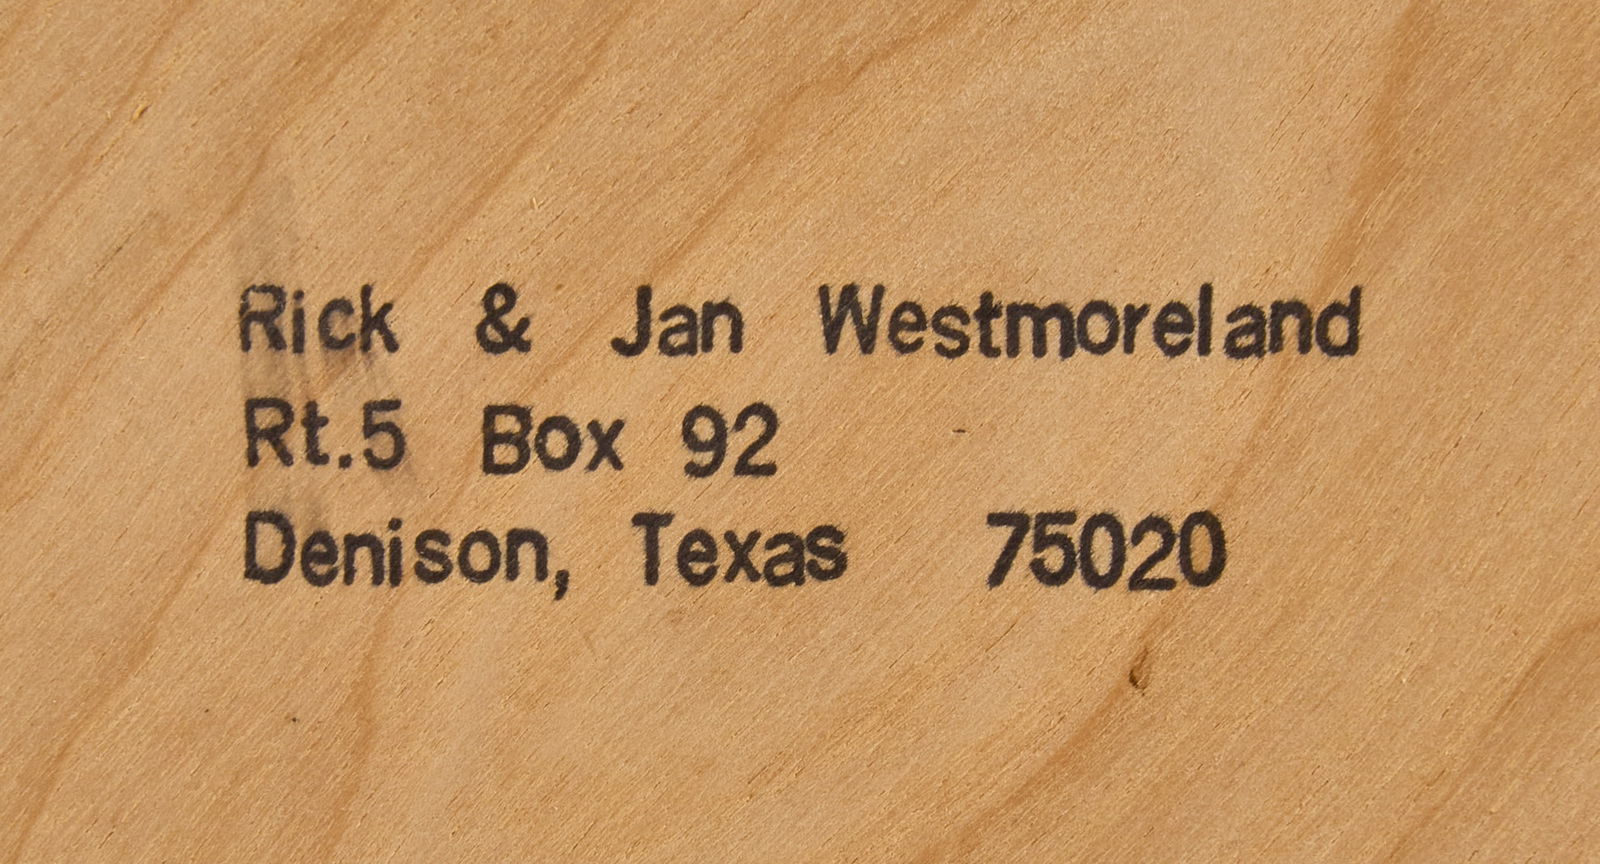 Rick & Jan Westmoreland
Rt.5 Box 92
Denison, Texas 75020